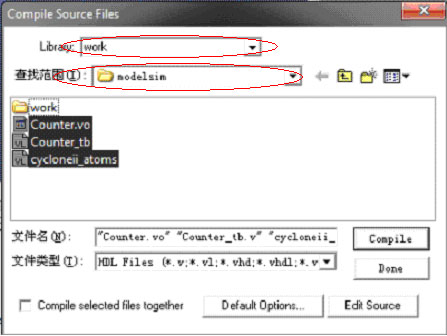 Compile Source Files
Library: work
查找范围(I): modelsim
work
Counter.vo
Counter_tb
cycloneii_atoms
文件名(N): "Counter.vo" "Counter_tb.v" "cycloneii_
Compile
文件类型(T): HDL Files (*.v;*.vl;*.vhd;*.vhdl;*.v
Done
Compile selected files together
Default Options...
Edit Source